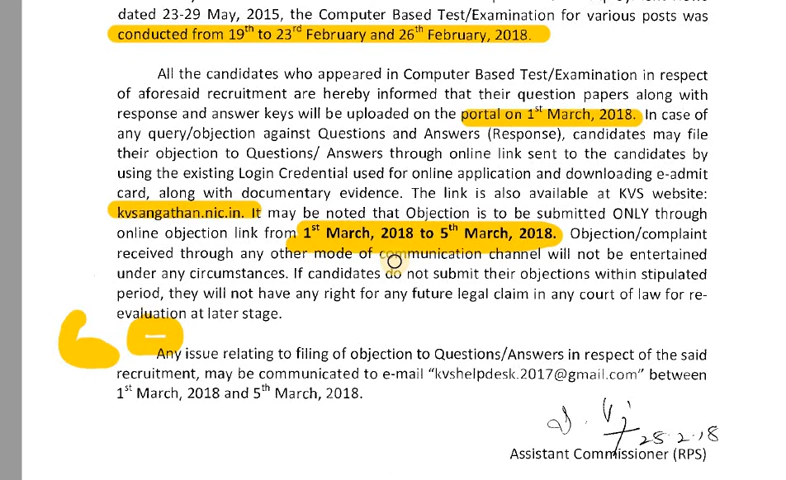 dated 23-29 May, 2015, the Computer Based Test/Examination for various posts was
conducted from 19th to 23rd February and 26th February, 2018.
All the candidates who appeared in Computer Based Test/Examination in respect
of aforesaid recruitment are hereby informed that their question papers along with
response and answer keys will be uploaded on the portal on 1st March, 2018. In case of
any query/objection against Questions and Answers (Response), candidates may file
their objection to Questions/ Answers through online link sent to the candidates by
using the existing Login Credential used for online application and downloading e-admit
card, along with documentary evidence. The link is also available at KVS website:
kvsangathan.nic.in. It may be noted that Objection is to be submitted ONLY through
online objection link from 1st March, 2018 to 5th March, 2018. Objection/complaint
received through any other mode of communication channel will not be entertained
under any circumstances. If candidates do not submit their objections within stipulated
period, they will not have any right for any future legal claim in any court of law for re-
evaluation at later stage.
Any issue relating to filing of objection to Questions/Answers in respect of the said
recruitment, may be communicated to e-mail “kvshelpdesk.2017@gmail.com” between
1st March, 2018 and 5th March, 2018.
28.2.18
Assistant Commissioner (RPS)